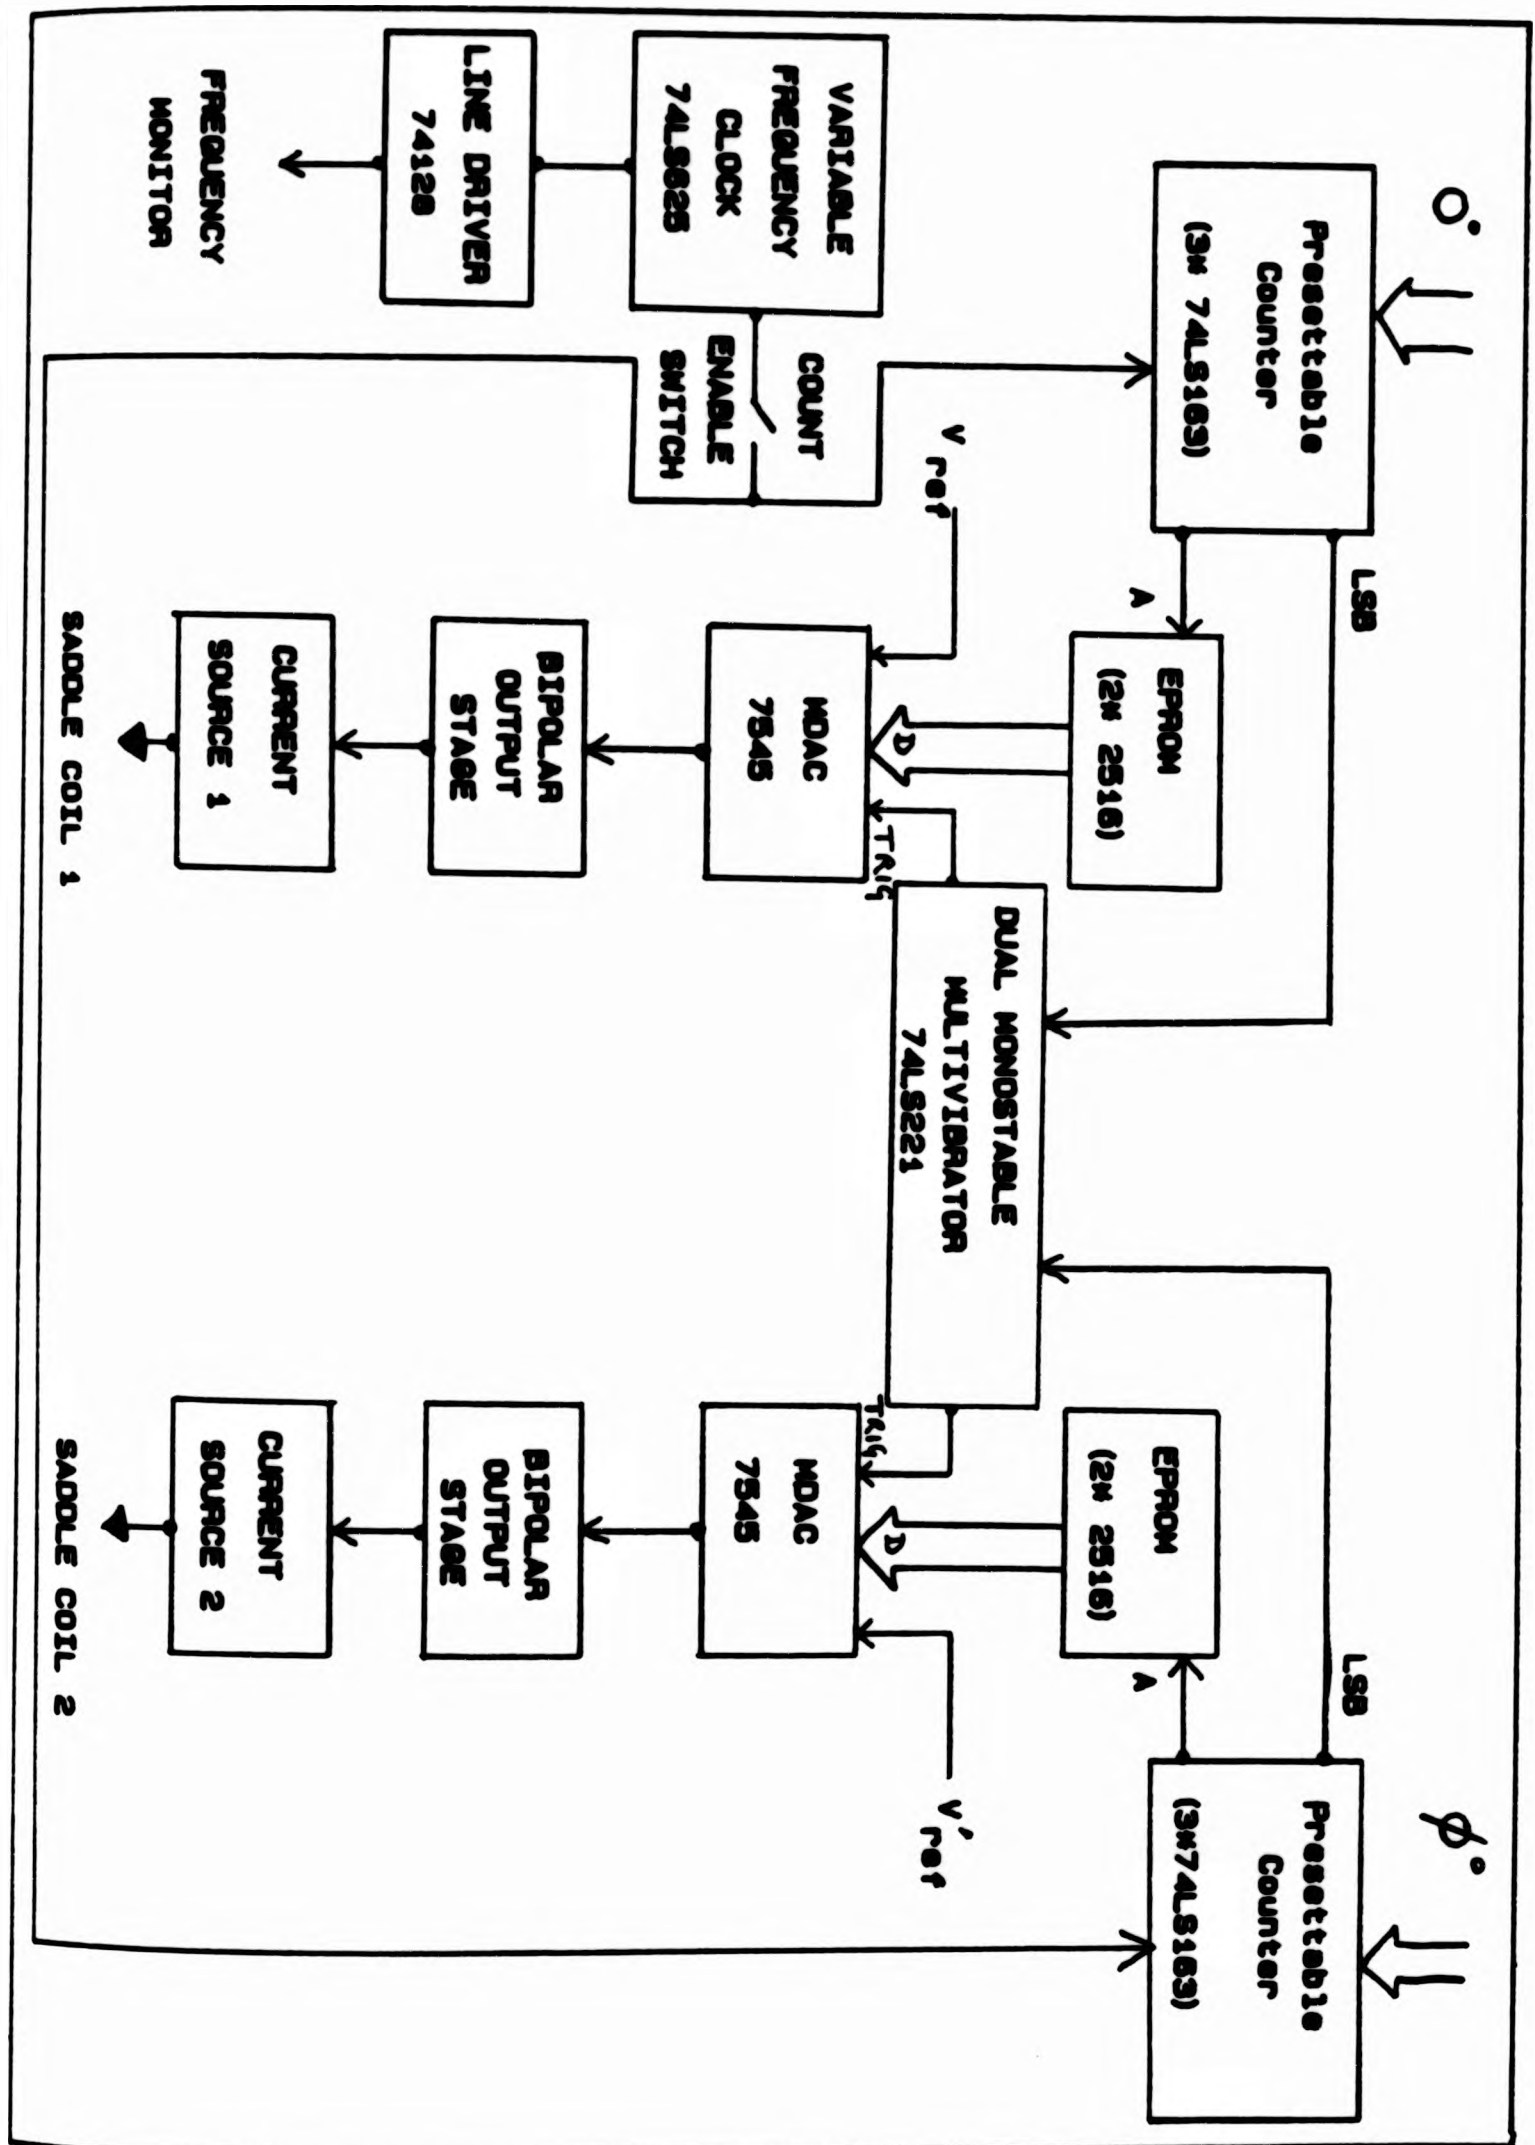 0°
Presettable
Counter
(3* 74LS163)
LSB
A
EPROM
(2* 2516)
LSB
A
EPROM
(2* 2516)
φ°
Presettable
Counter
(3*74LS163)
VARIABLE
FREQUENCY
CLOCK
74LS625
COUNT
ENABLE
SWITCH
LINE DRIVER
74128
FREQUENCY
MONITOR
V ref
D
TRIG
DUAL MONOSTABLE
MULTIVIBRATOR
74LS221
TRIG
D
V' ref
MDAC
7545
MDAC
7545
BIPOLAR
OUTPUT
STAGE
BIPOLAR
OUTPUT
STAGE
CURRENT
SOURCE 1
CURRENT
SOURCE 2
SADDLE COIL 1
SADDLE COIL 2